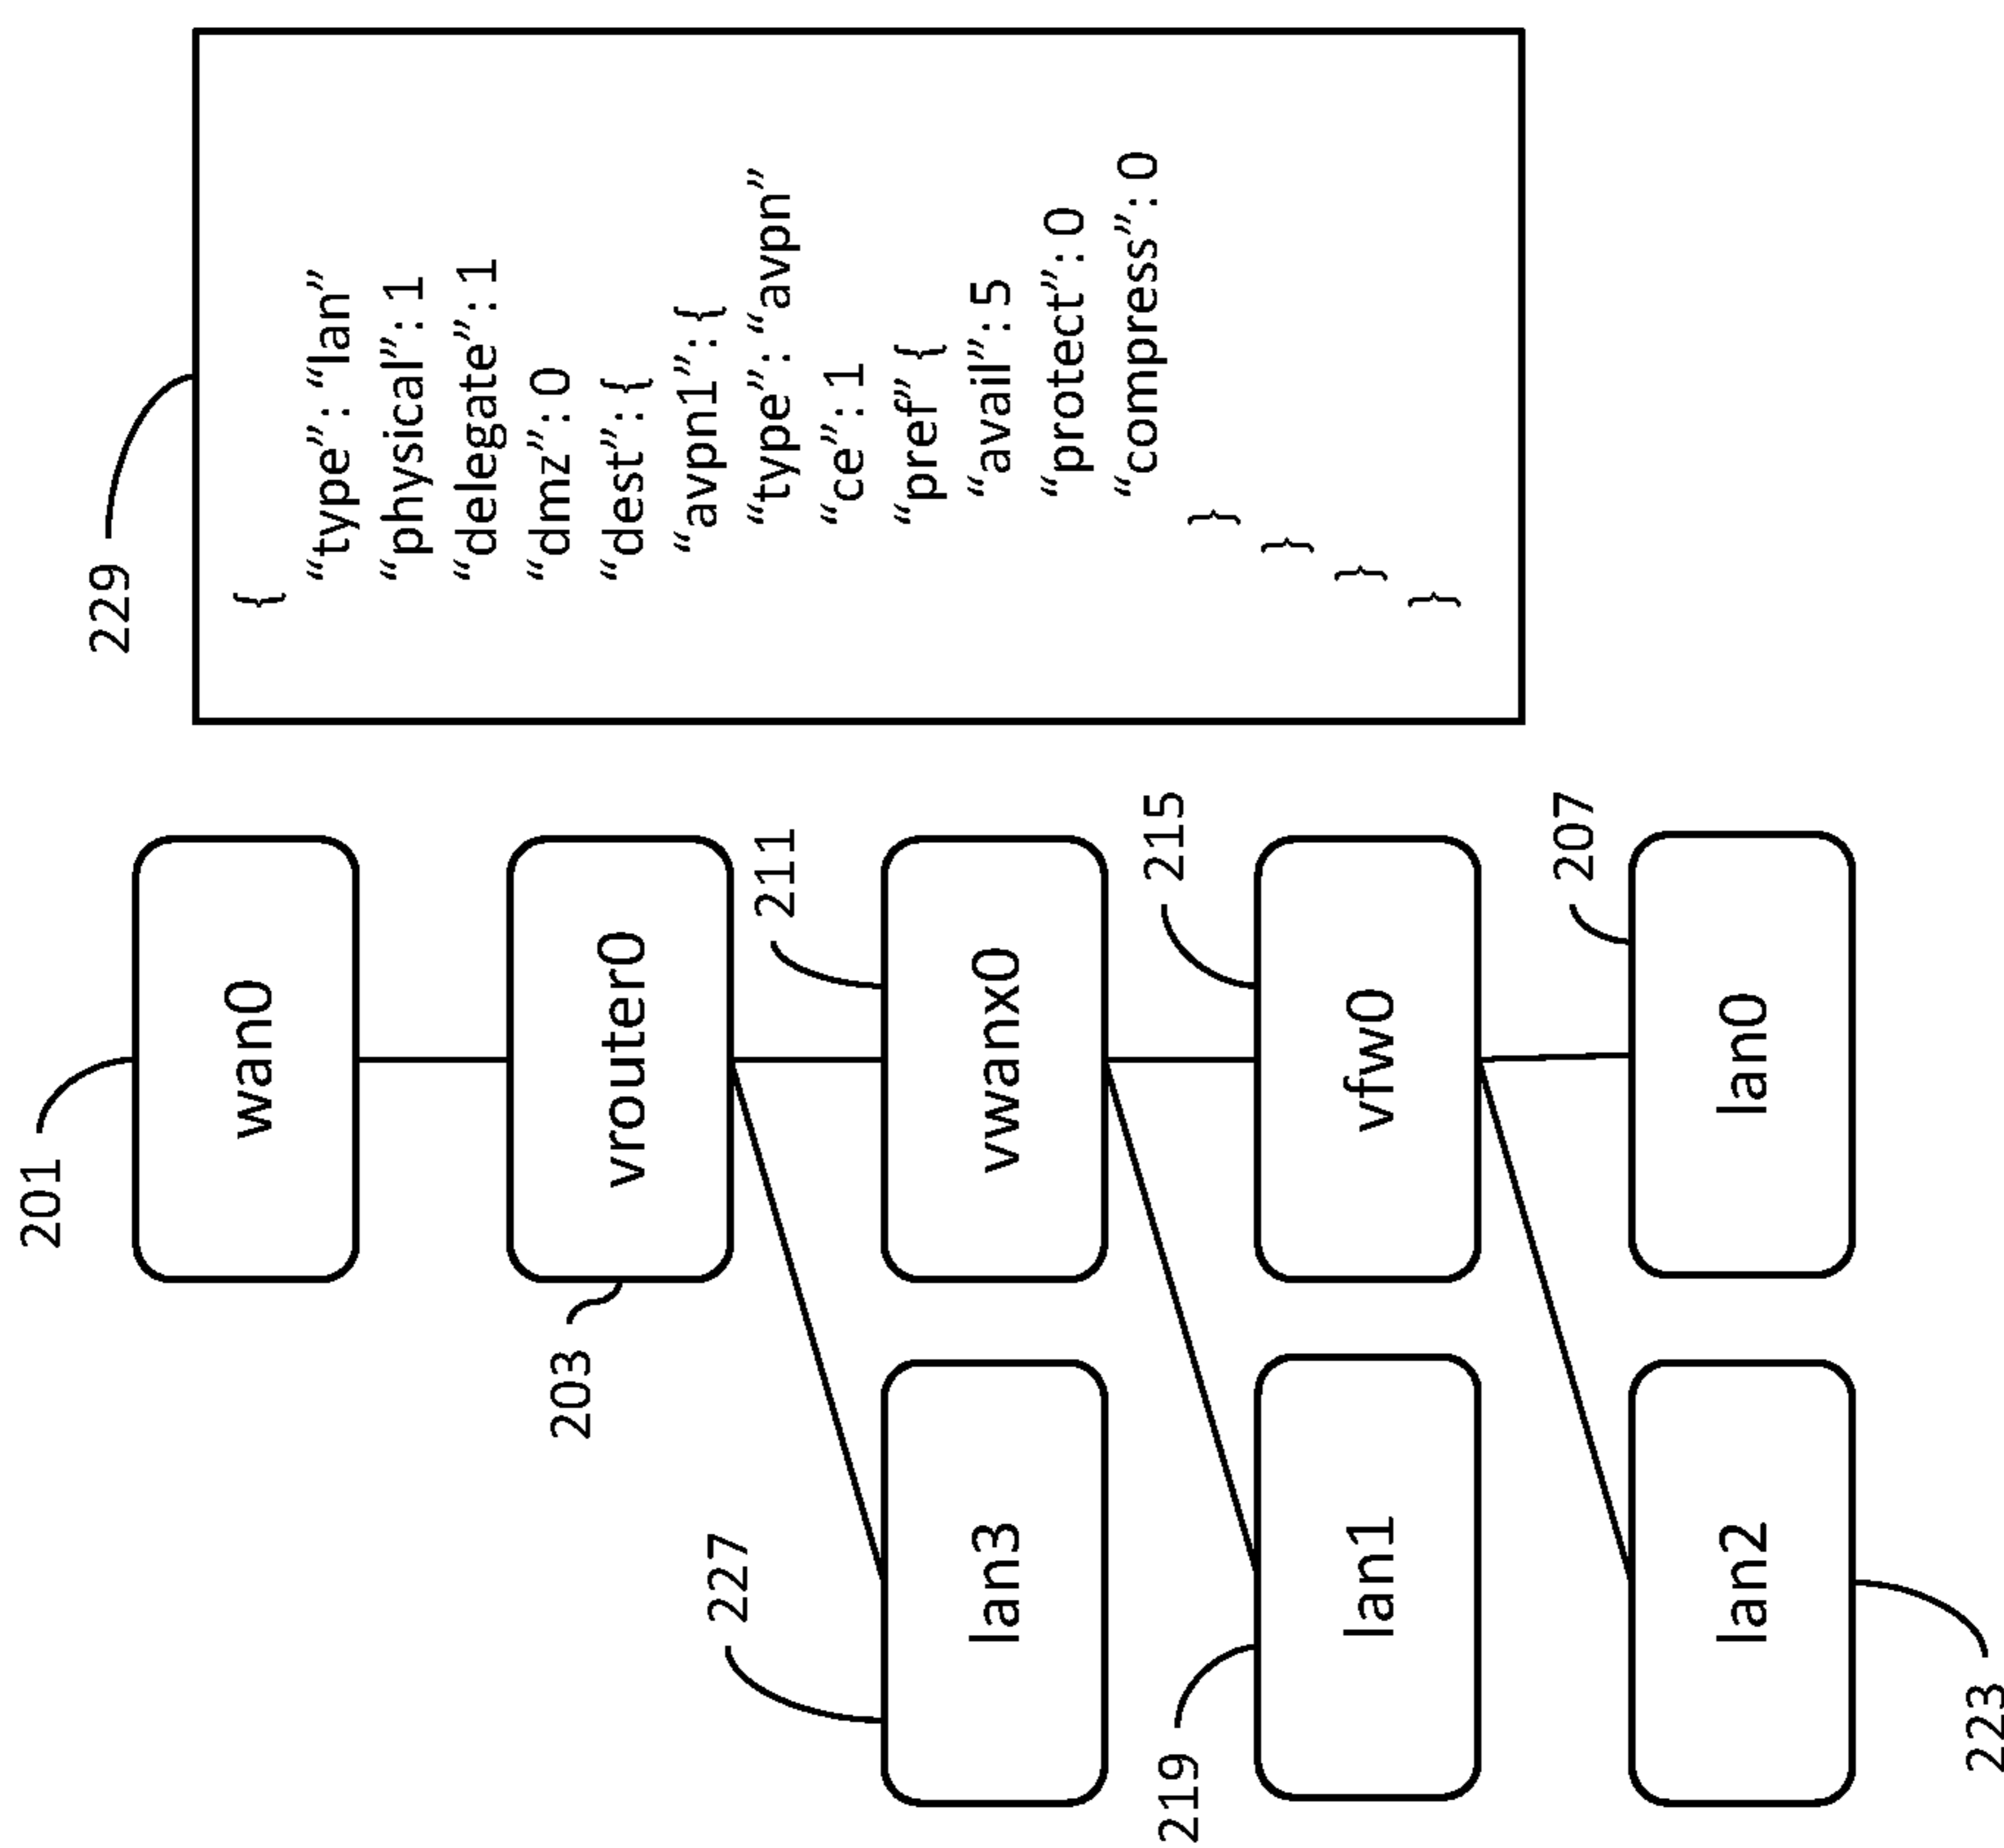 201
wan0
203
vrouter0
227
211
lan3
vwanx0
219
215
lan1
vfw0
207
lan2
lan0
223
229
{
“type”: “lan”
“physical”: 1
“delegate”: 1
“dmz”: 0
“dest”: {
“avpn1”: {
“type”: “avpn”
“ce”: 1
“pref” {
“avail”: 5
“protect”: 0
“compress”: 0
}
}
}
}